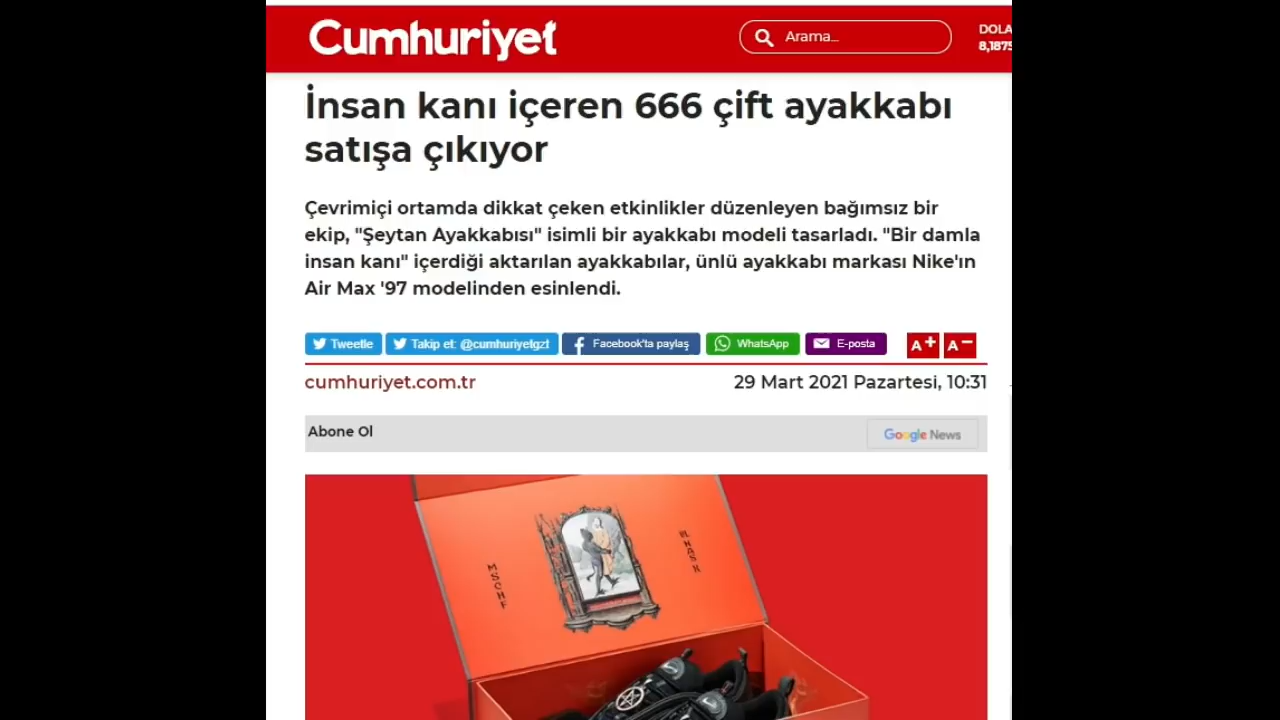 Cumhuriyet
Arama...
DOLA
8,1875
İnsan kanı içeren 666 çift ayakkabı
satışa çıkıyor
Çevrimiçi ortamda dikkat çeken etkinlikler düzenleyen bağımsız bir
ekip, "Şeytan Ayakkabısı" isimli bir ayakkabı modeli tasarladı. "Bir damla
insan kanı" içerdiği aktarılan ayakkabılar, ünlü ayakkabı markası Nike'ın
Air Max '97 modelinden esinlendi.
Tweetle
Takip et: @cumhuriyetgzt
Facebook'ta paylaş
WhatsApp
E-posta
A+
A-
cumhuriyet.com.tr
29 Mart 2021 Pazartesi, 10:31
Abone Ol
Google News
MSCHF